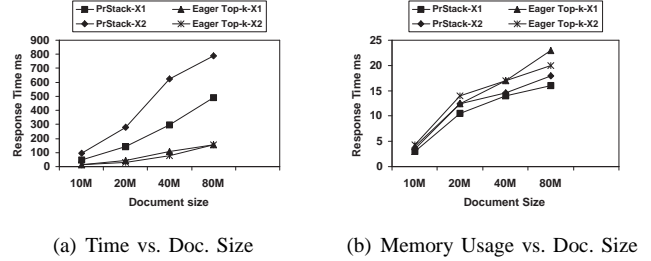 PrStack-X1 Eager Top-k-X1
PrStack-X2 Eager Top-k-X2
900
800
700
600
500
400
300
200
100
0
Response Time ms
10M 20M 40M 80M
Document size
(a) Time vs. Doc. Size
PrStack-X1 Eager Top-k-X1
PrStack-X2 Eager Top-k-X2
25
20
15
10
5
0
Response Time ms
10M 20M 40M 80M
Document Size
(b) Memory Usage vs. Doc. Size